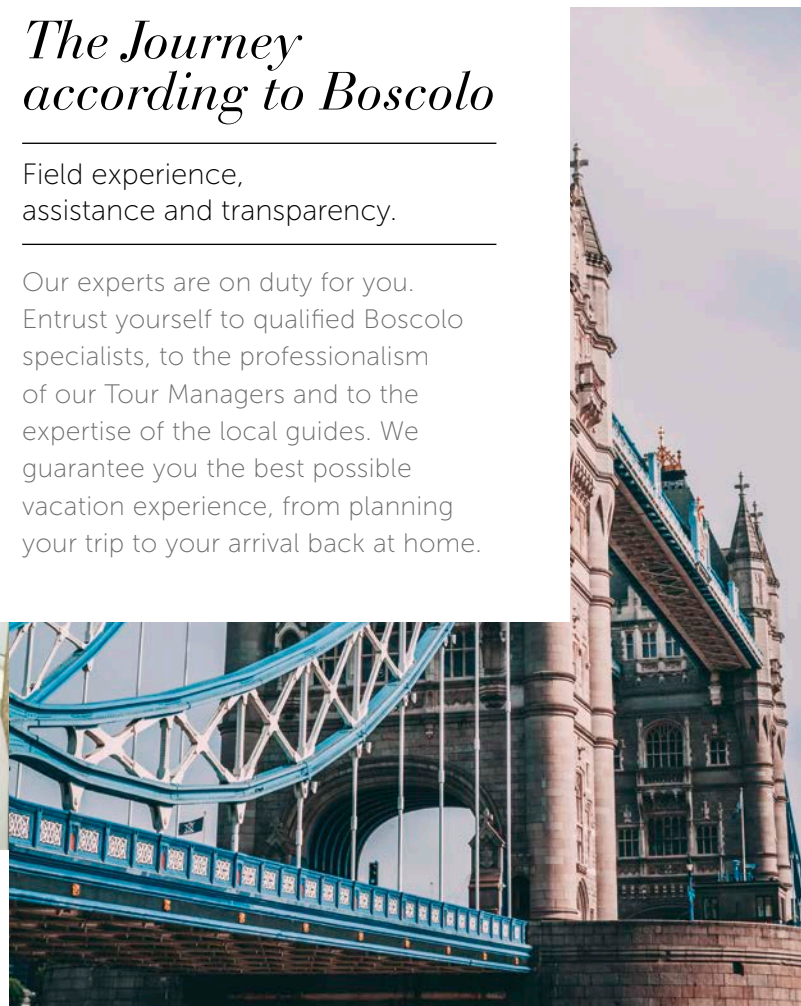 The Journey
according to Boscolo
Field experience,
assistance and transparency.
Our experts are on duty for you.
Entrust yourself to qualified Boscolo
specialists, to the professionalism
of our Tour Managers and to the
expertise of the local guides. We
guarantee you the best possible
vacation experience, from planning
your trip to your arrival back at home.